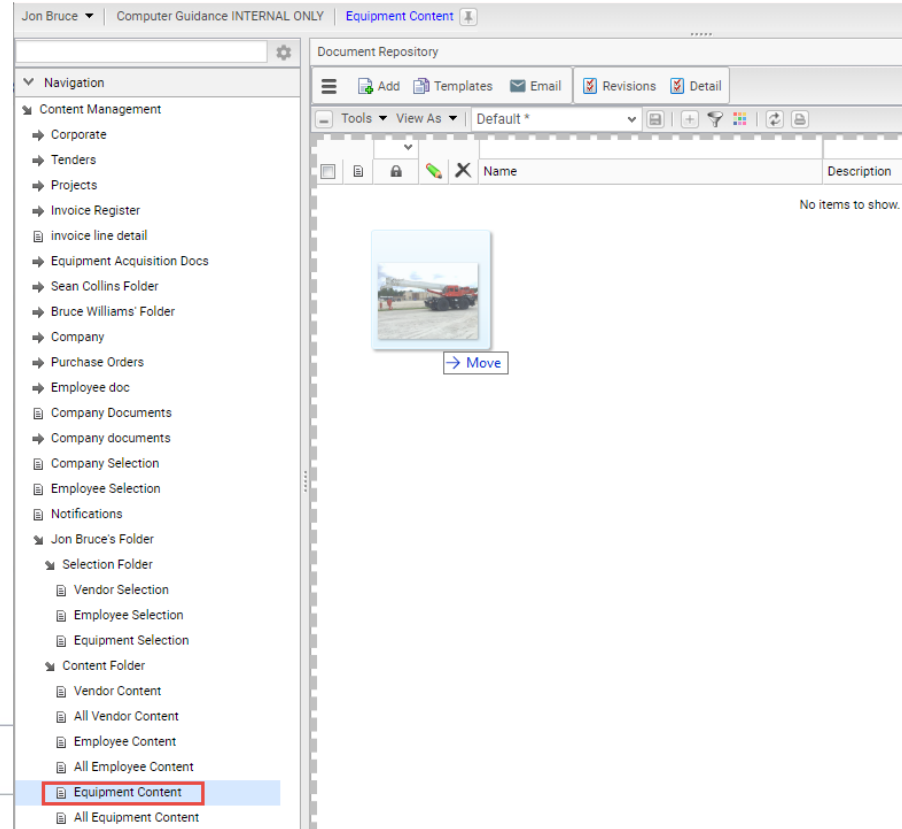 Jon Bruce Computer Guidance INTERNAL ONLY Equipment Content
Document Repository
Navigation
Add Templates Email Revisions Detail
Tools View As Default *
Name Description
No items to show.
Move
Content Management
Corporate
Tenders
Projects
Invoice Register
invoice line detail
Equipment Acquisition Docs
Sean Collins Folder
Bruce Williams' Folder
Company
Purchase Orders
Employee doc
Company Documents
Company documents
Company Selection
Employee Selection
Notifications
Jon Bruce's Folder
Selection Folder
Vendor Selection
Employee Selection
Equipment Selection
Content Folder
Vendor Content
All Vendor Content
Employee Content
All Employee Content
Equipment Content
All Equipment Content